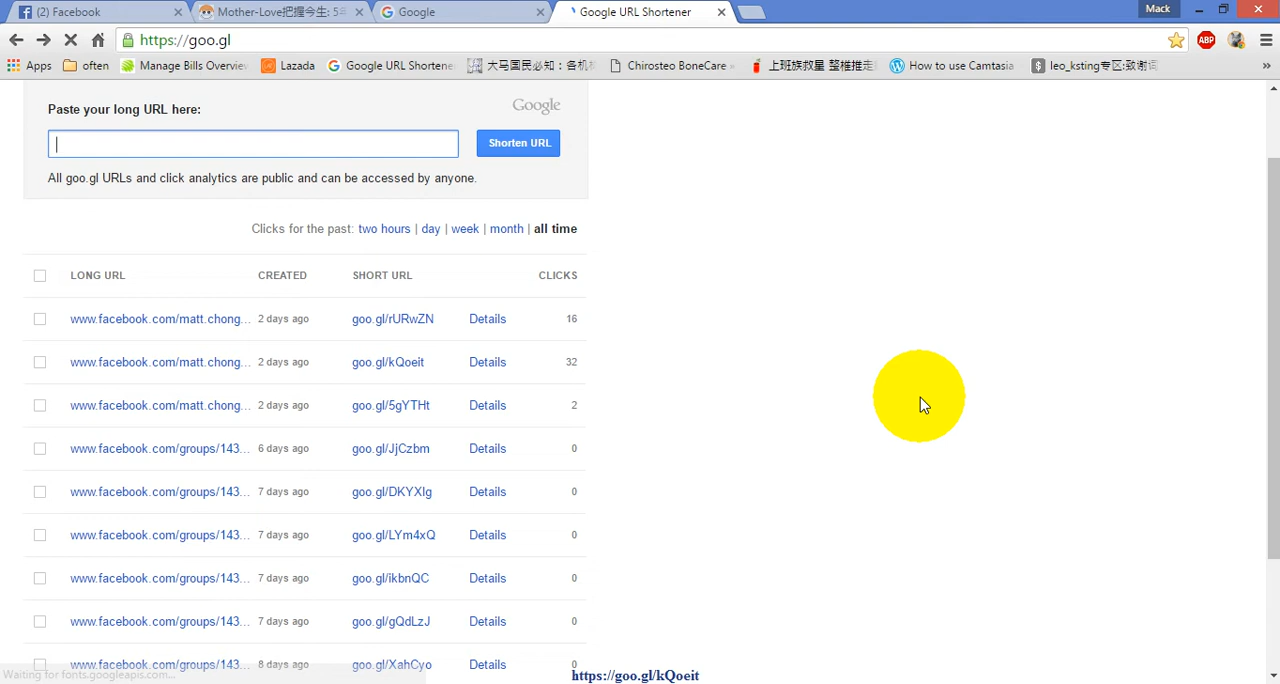 (2) Facebook
Mother-Love把握今生: 5年
Google
Google URL Shortener
Mack
https://goo.gl
ABP
Apps
often
Manage Bills Overvie
Lazada
Google URL Shortene
大马国民必知：各机
Chirosteo BoneCare
上班族救星 整椎推走
How to use Camtasia
leo_ksting专区:致谢词
»
Paste your long URL here:
Google
Shorten URL
All goo.gl URLs and click analytics are public and can be accessed by anyone.
Clicks for the past: two hours | day | week | month | all time
LONG URL CREATED SHORT URL CLICKS
www.facebook.com/matt.chong... 2 days ago goo.gl/rURwZN Details 16
www.facebook.com/matt.chong... 2 days ago goo.gl/kQoeit Details 32
www.facebook.com/matt.chong... 2 days ago goo.gl/5gYTHt Details 2
www.facebook.com/groups/143... 6 days ago goo.gl/JjCzbm Details 0
www.facebook.com/groups/143... 7 days ago goo.gl/DKYXIg Details 0
www.facebook.com/groups/143... 7 days ago goo.gl/LYm4xQ Details 0
www.facebook.com/groups/143... 7 days ago goo.gl/ikbnQC Details 0
www.facebook.com/groups/143... 7 days ago goo.gl/gQdLzJ Details 0
www.facebook.com/groups/143... 8 days ago goo.gl/XahCyo Details 0
Waiting for fonts.googleapis.com...
https://goo.gl/kQoeit